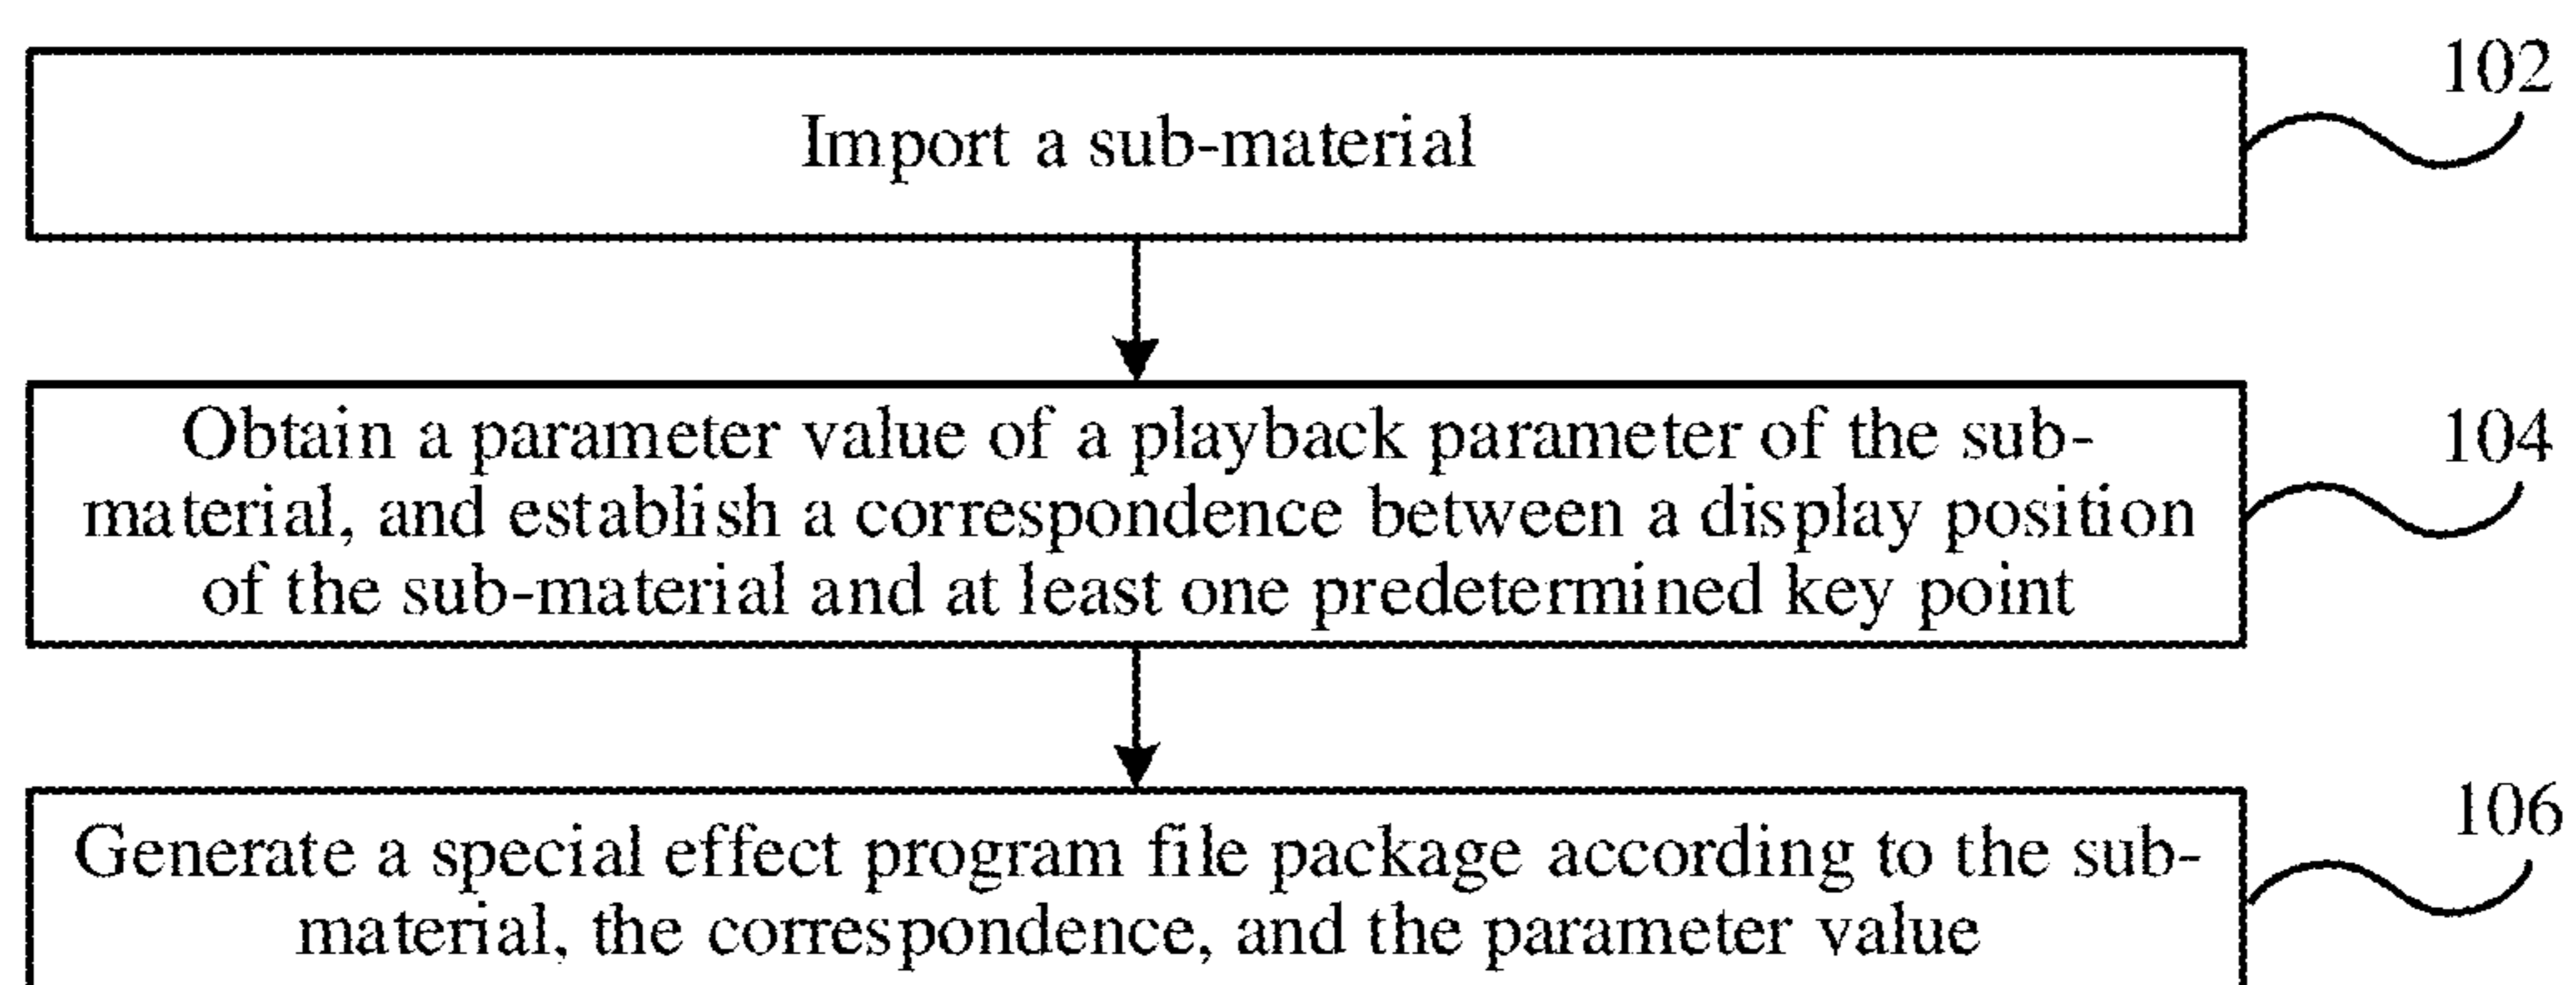 102
Import a sub-material
Obtain a parameter value of a playback parameter of the sub-
104
material, and establish a correspondence between a display position
of the sub-material and at least one predetermined key point
106
Generate a special effect program file package according to the sub-
material, the correspondence, and the parameter value